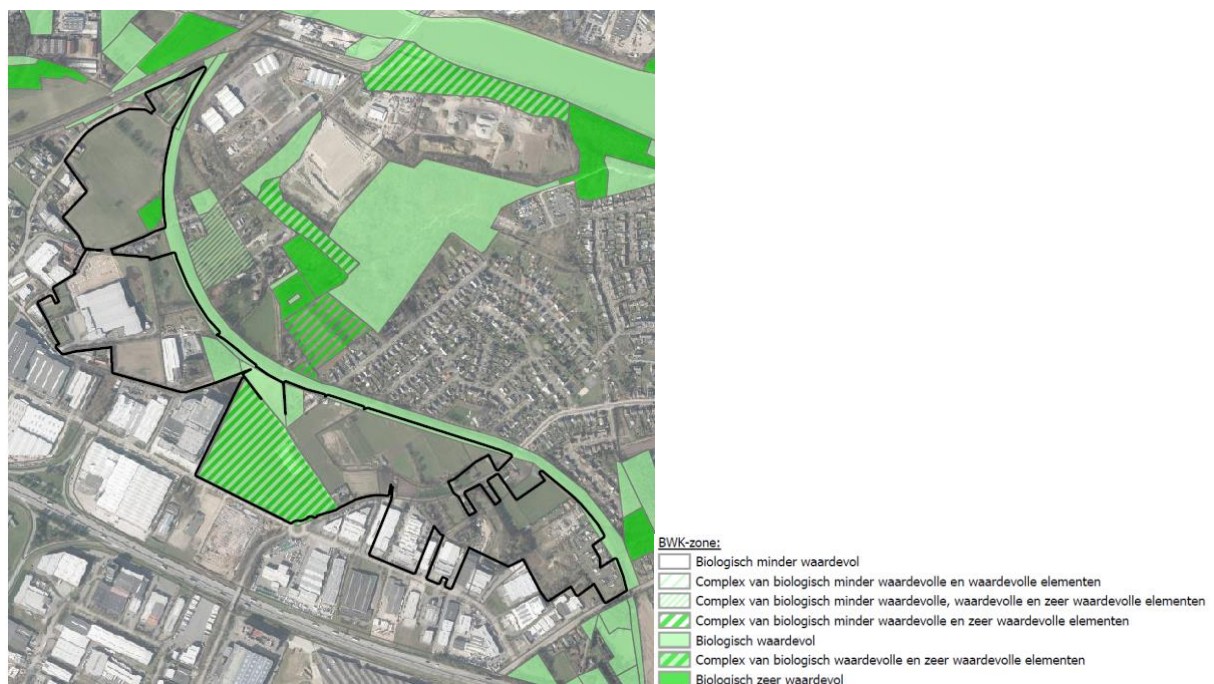 BWK-zone:
Biologisch minder waardevol
Complex van biologisch minder waardevolle en waardevolle elementen
Complex van biologisch minder waardevolle, waardevolle en zeer waardevolle elementen
Complex van biologisch minder waardevolle en zeer waardevolle elementen
Biologisch waardevol
Complex van biologisch waardevolle en zeer waardevolle elementen
Biologisch zeer waardevol